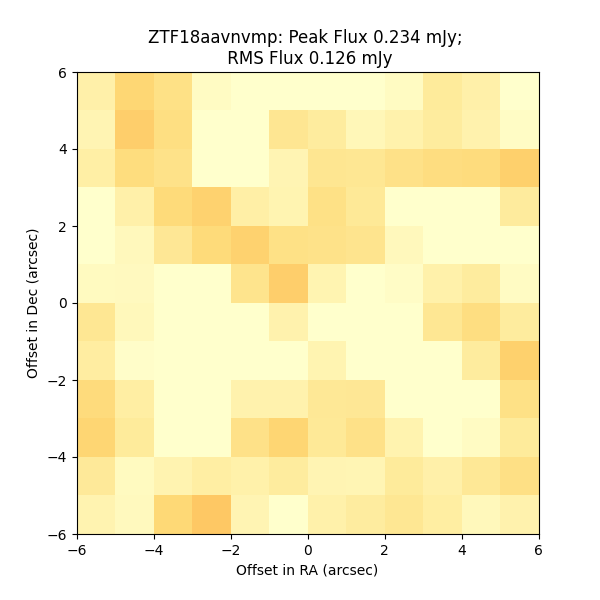 ZTF18aavnvmp: Peak Flux 0.234 mJy;
RMS Flux 0.126 mJy
6
4
2
0
−2
−4
−6
Offset in Dec (arcsec)
−6 −4 −2 0 2 4 6
Offset in RA (arcsec)